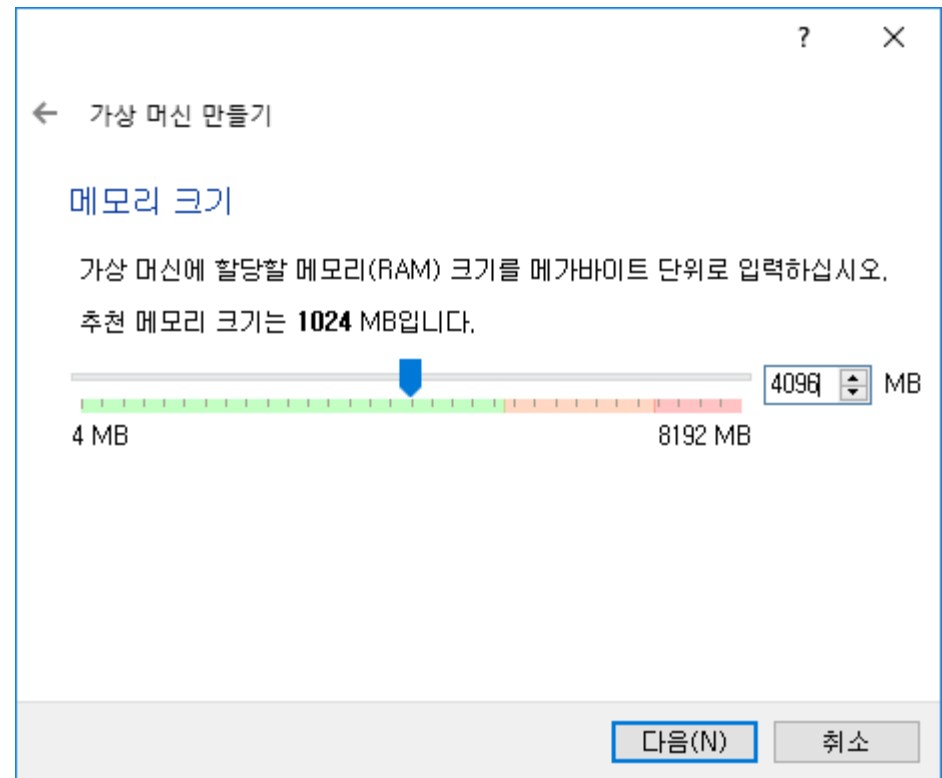 ?
가상 머신 만들기
메모리 크기
가상 머신에 할당할 메모리(RAM) 크기를 메가바이트 단위로 입력하십시오.
추천 메모리 크기는 1024 MB입니다.
4096 MB
4 MB 8192 MB
다음(N) 취소